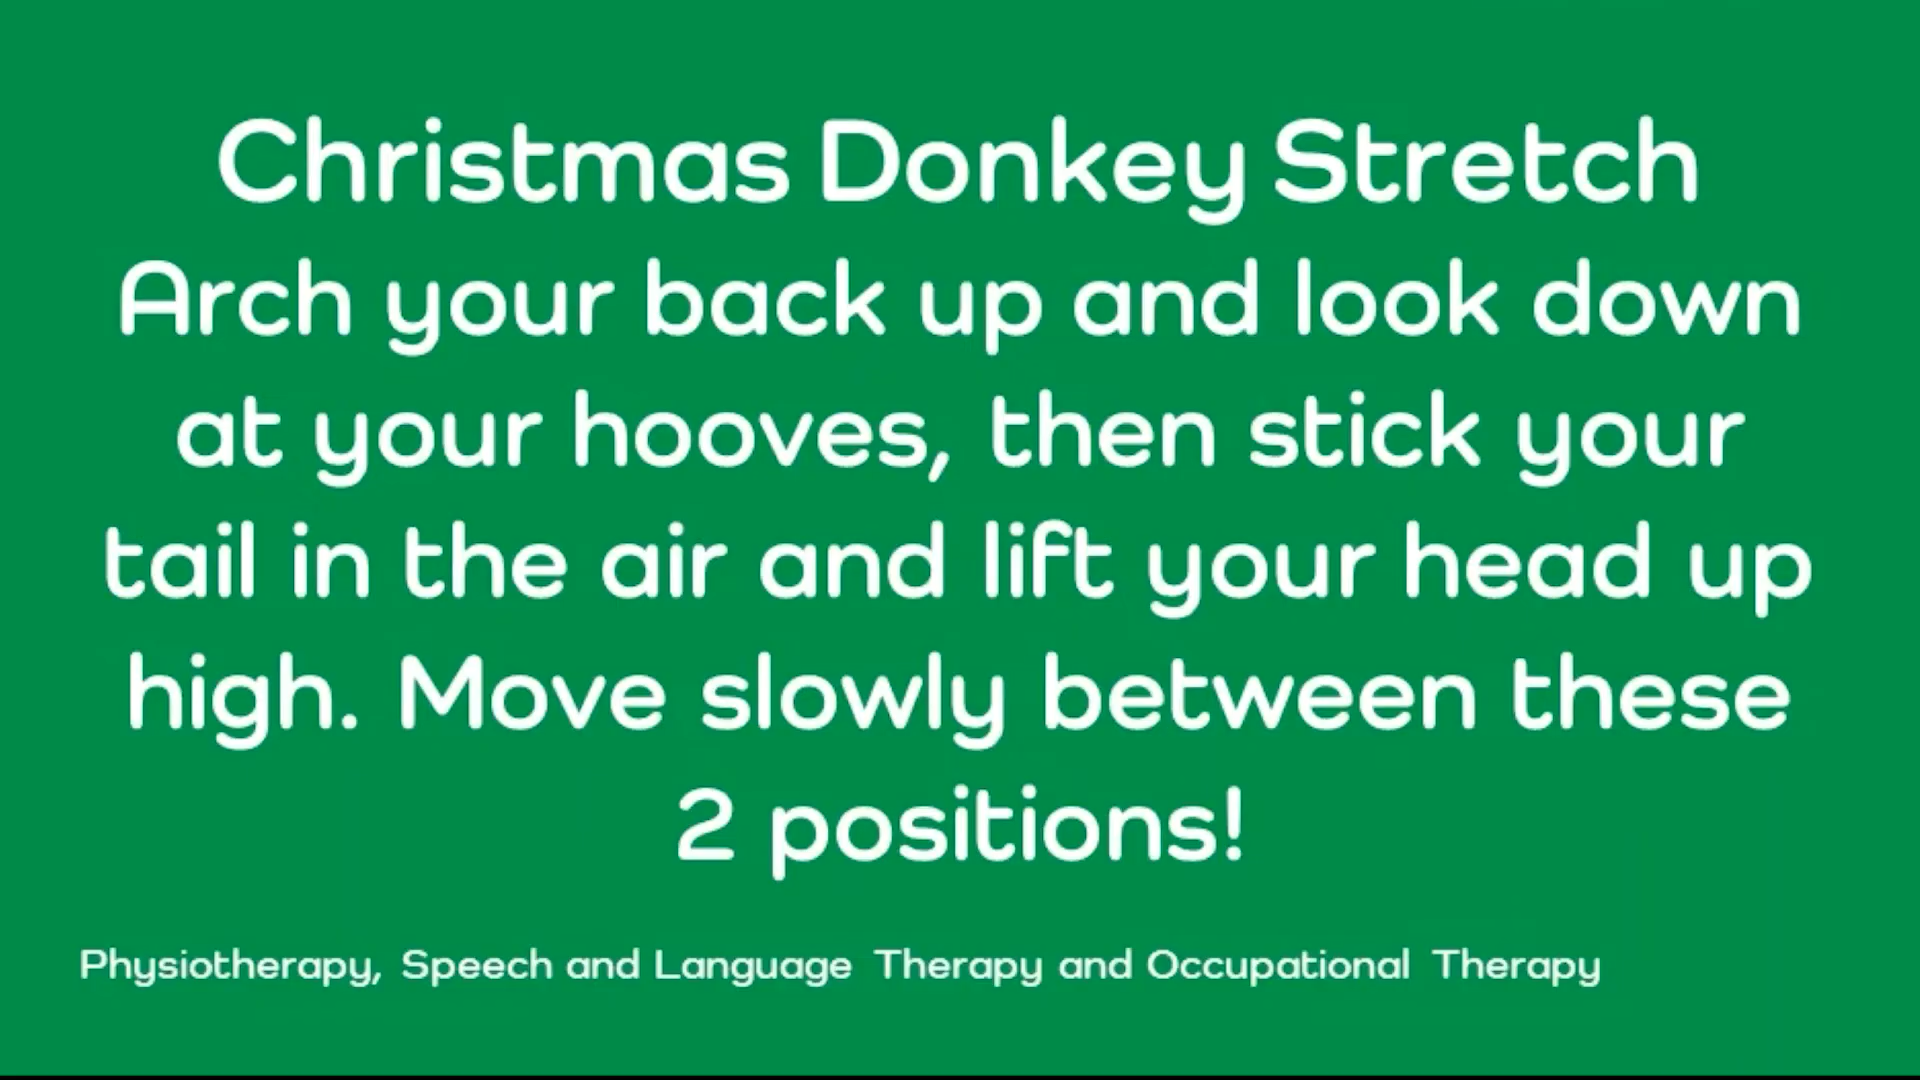 Christmas Donkey Stretch
Arch your back up and look down
at your hooves, then stick your
tail in the air and lift your head up
high. Move slowly between these
2 positions!
Physiotherapy, Speech and Language Therapy and Occupational Therapy